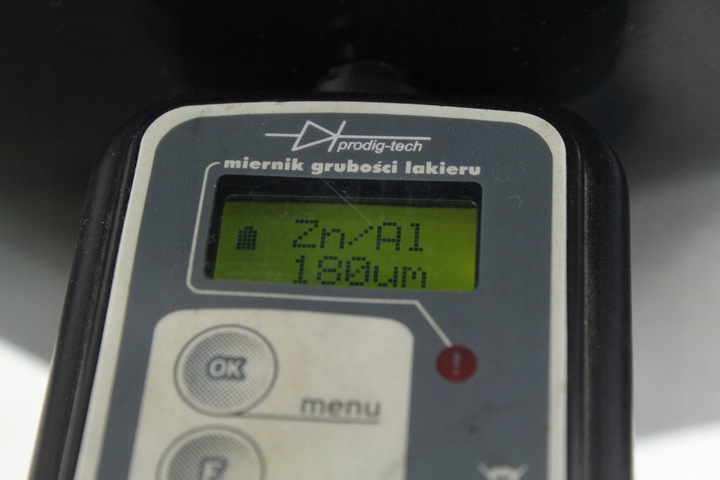 prodig-tech
miernik grubości lakieru
Zn/Al
180um
!
OK
menu
F